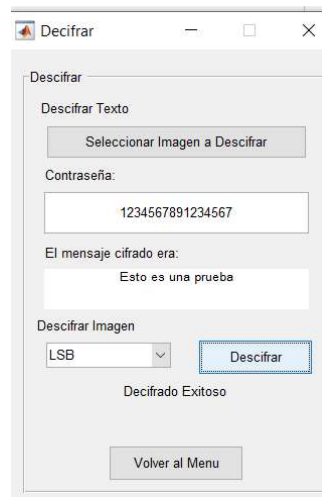 Decifrar
Descifrar
Descifrar Texto
Seleccionar Imagen a Descifrar
Contraseña:
1234567891234567
El mensaje cifrado era:
Esto es una prueba
Descifrar Imagen
LSB
Descifrar
Decifrado Exitoso
Volver al Menu